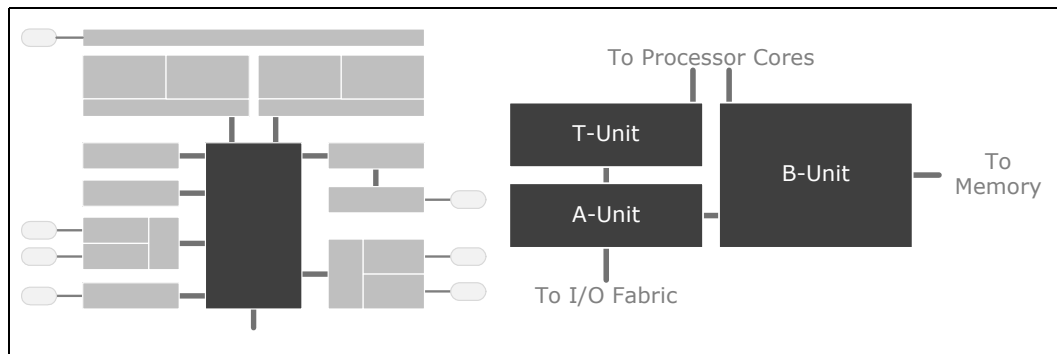 To Processor Cores
T-Unit
B-Unit
To
Memory
A-Unit
To I/O Fabric